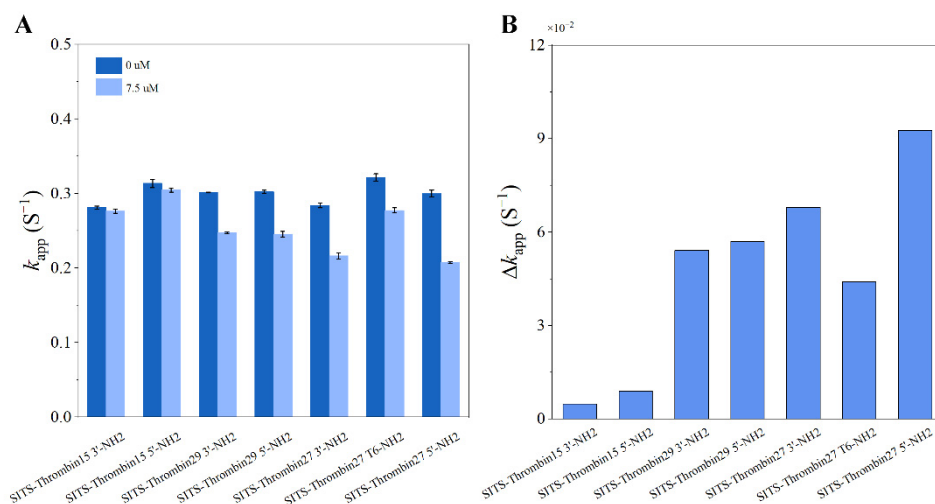 A
0.5
0.4
0.3
0.2
0.1
0.0
k_app (S⁻¹)
0 uM
7.5 uM
SITS-Thrombin15 3'-NH2
SITS-Thrombin15 5'-NH2
SITS-Thrombin29 3'-NH2
SITS-Thrombin29 5'-NH2
SITS-Thrombin27 3'-NH2
SITS-Thrombin27 T6-NH2
SITS-Thrombin27 5'-NH2
B
×10⁻²
12
9
6
3
0
Δk_app (S⁻¹)
SITS-Thrombin15 3'-NH2
SITS-Thrombin15 5'-NH2
SITS-Thrombin29 3'-NH2
SITS-Thrombin29 5'-NH2
SITS-Thrombin27 3'-NH2
SITS-Thrombin27 T6-NH2
SITS-Thrombin27 5'-NH2